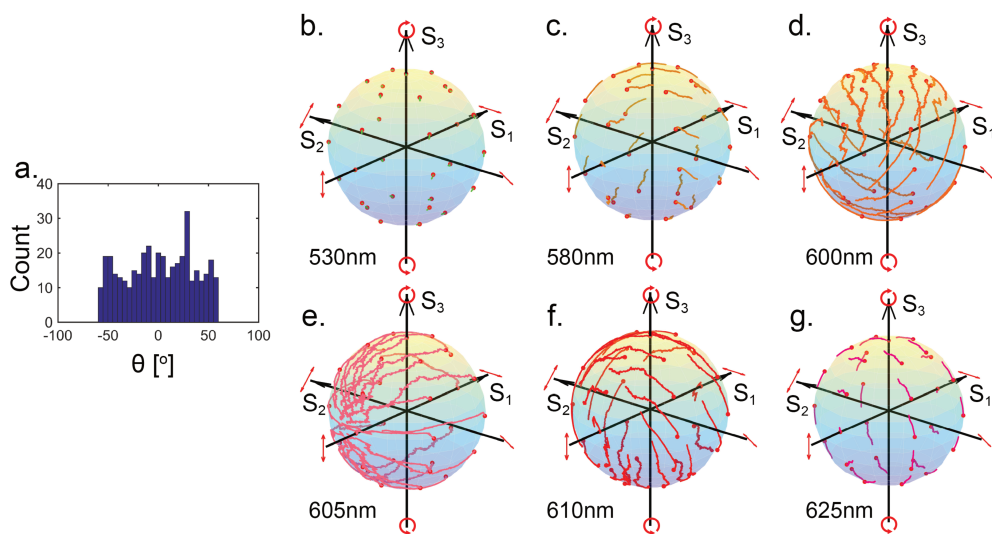 a.
40
30
20
10
0
Count
-100
-50
0
50
100
θ [°]
b.
S3
S2
S1
530nm
c.
S3
S2
S1
580nm
d.
S3
S2
S1
600nm
e.
S3
S2
S1
605nm
f.
S3
S2
S1
610nm
g.
S3
S2
S1
625nm